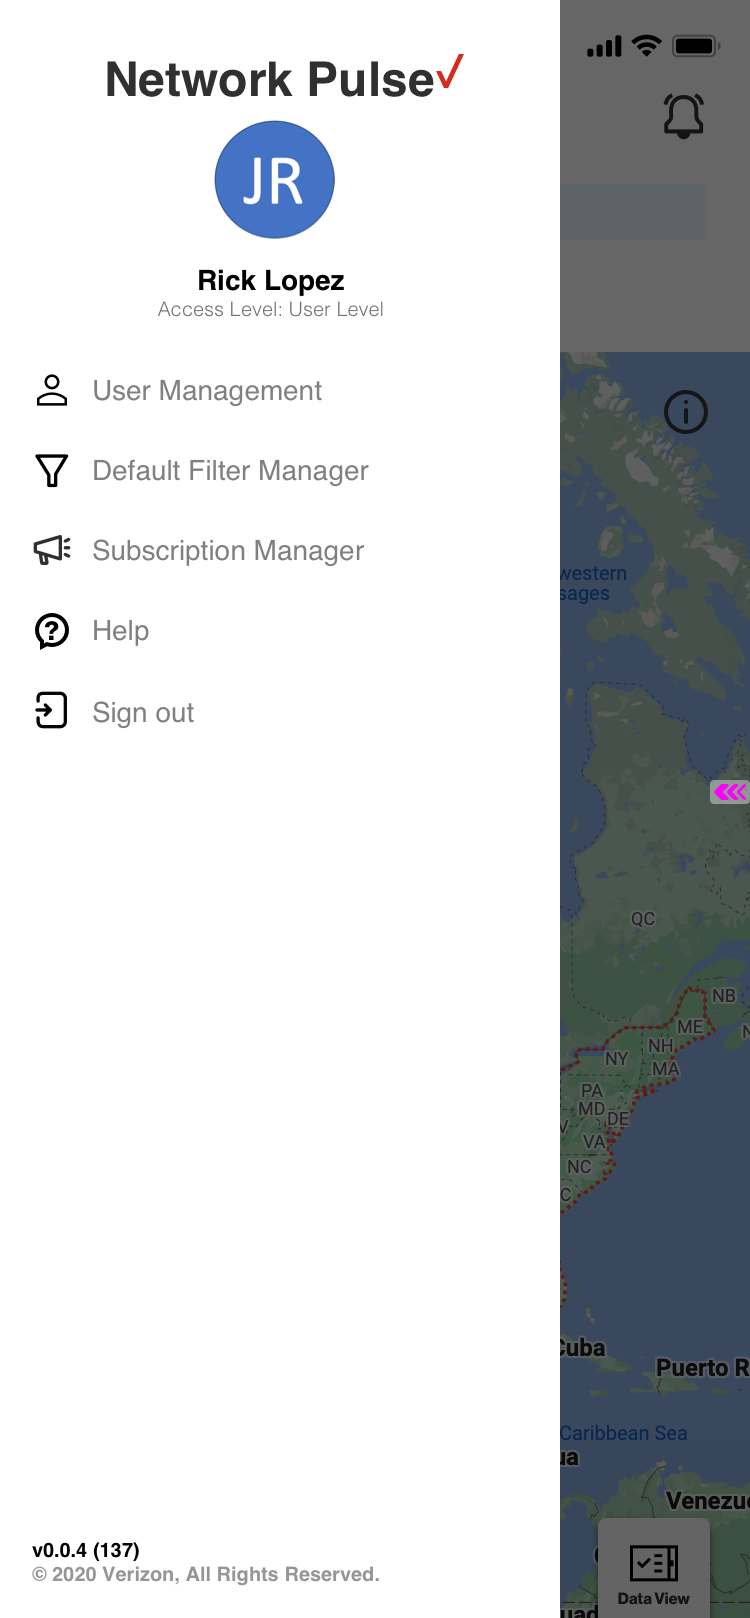 Network Pulse✓
JR
Rick Lopez
Access Level: User Level
User Management
Default Filter Manager
Subscription Manager
Help
Sign out
western
sages
QC
NB
ME
NH
NY
MA
PA
MD
DE
VA
NC
Cuba
Puerto R
Caribbean Sea
ua
Venezu
Data View
uad
v0.0.4 (137)
© 2020 Verizon, All Rights Reserved.